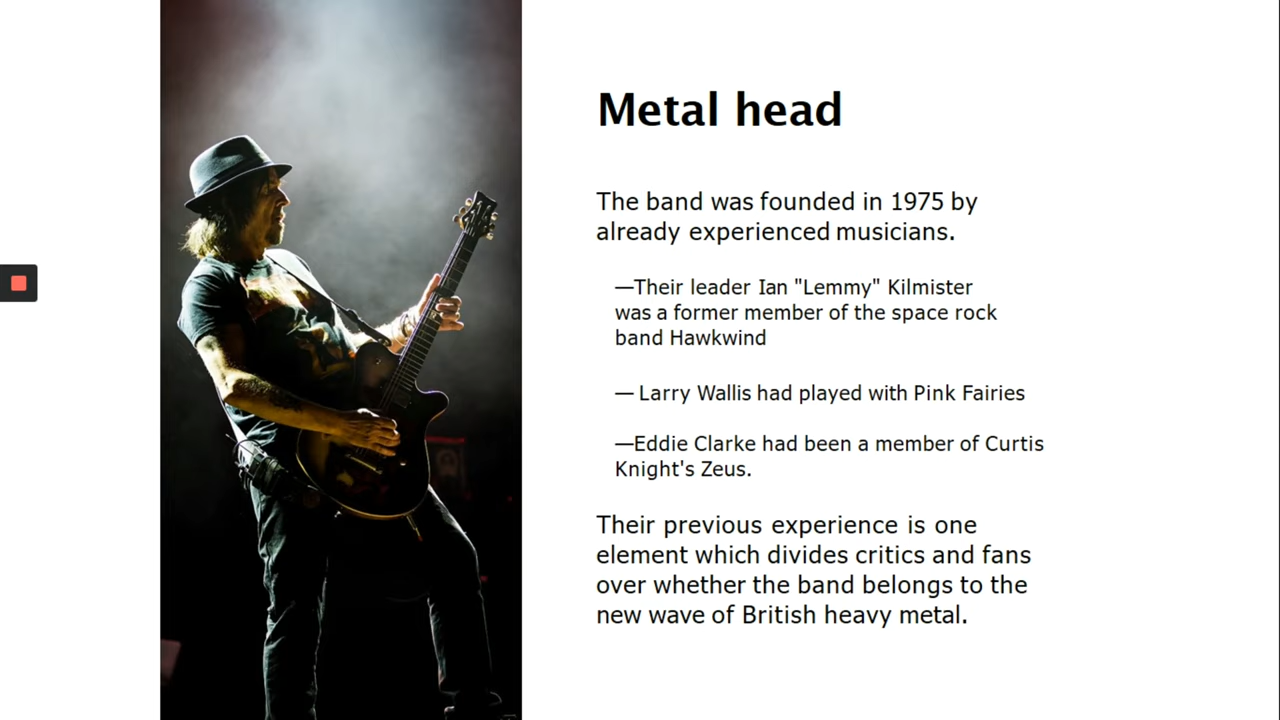 Metal head
The band was founded in 1975 by
already experienced musicians.
—Their leader Ian "Lemmy" Kilmister
was a former member of the space rock
band Hawkwind
— Larry Wallis had played with Pink Fairies
—Eddie Clarke had been a member of Curtis
Knight's Zeus.
Their previous experience is one
element which divides critics and fans
over whether the band belongs to the
new wave of British heavy metal.